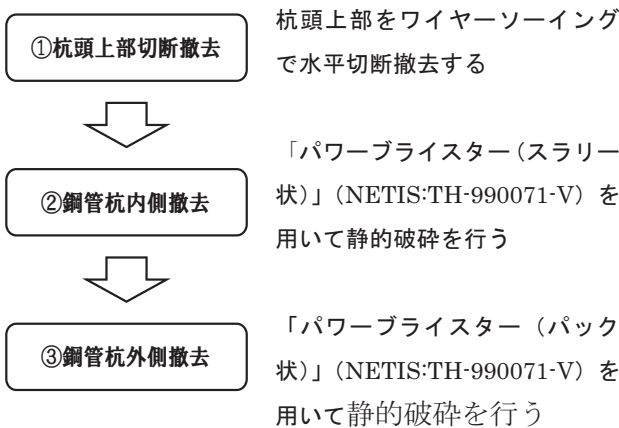 ①杭頭上部切断撤去
杭頭上部をワイヤーソーイング
で水平切断撤去する
②鋼管杭内側撤去
「パワーブライスター（スラリー
状）」（NETIS:TH-990071-V）を
用いて静的破砕を行う
③鋼管杭外側撤去
「パワーブライスター（パック
状）」（NETIS:TH-990071-V）を
用いて静的破砕を行う